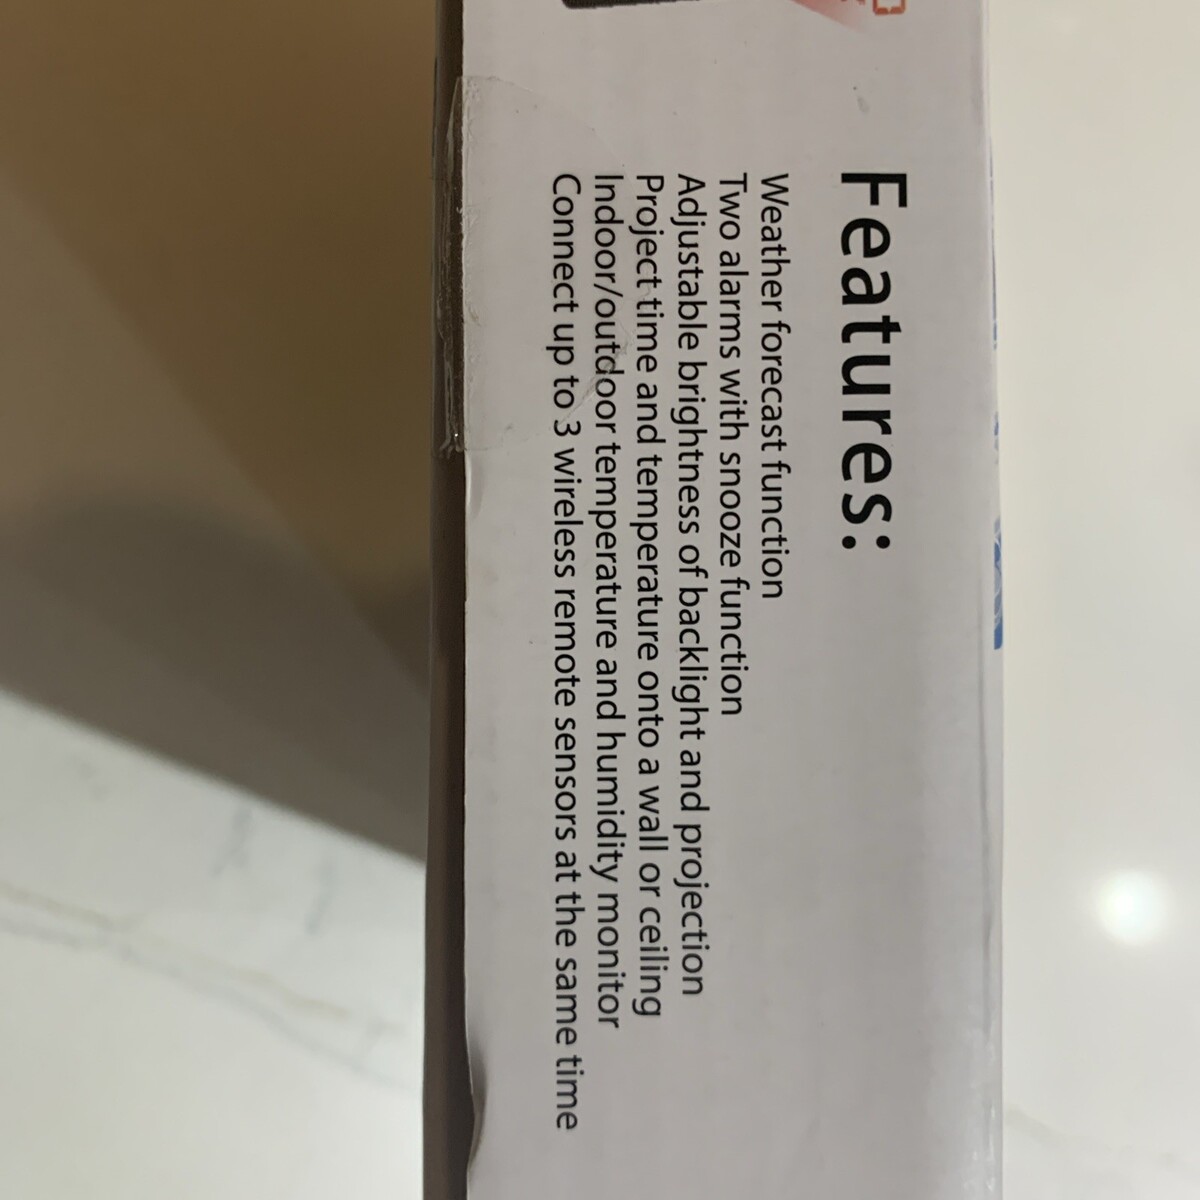 Features:
Weather forecast function
Two alarms with snooze function
Adjustable brightness of backlight and projection
Project time and temperature onto a wall or ceiling
Indoor/outdoor temperature and humidity monitor
Connect up to 3 wireless remote sensors at the same time